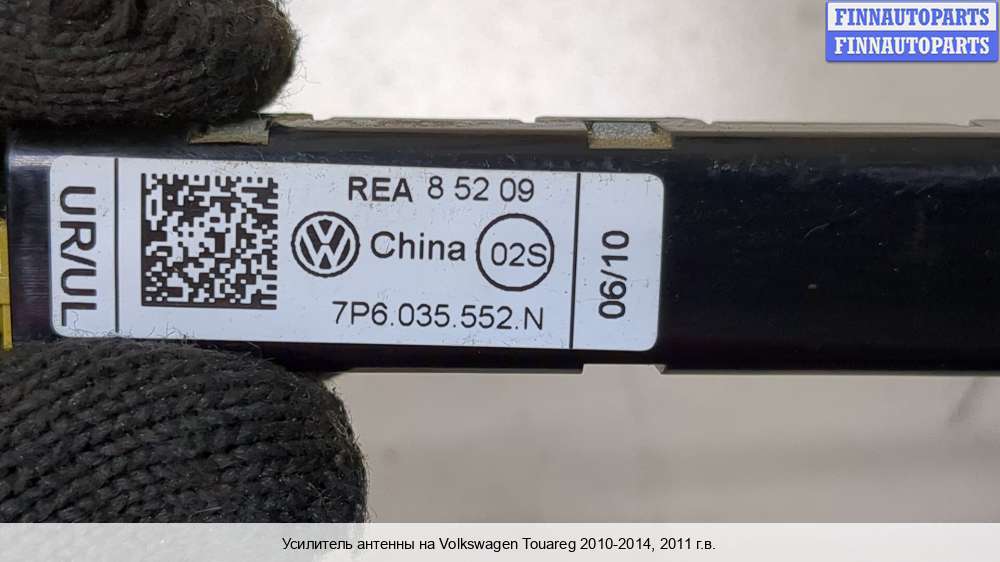 FINNAUTOPARTS
FINNAUTOPARTS
UR/UL
REA 8 52 09
China
02S
7P6.035.552.N
06/10
Усилитель антенны на Volkswagen Touareg 2010-2014, 2011 г.в.